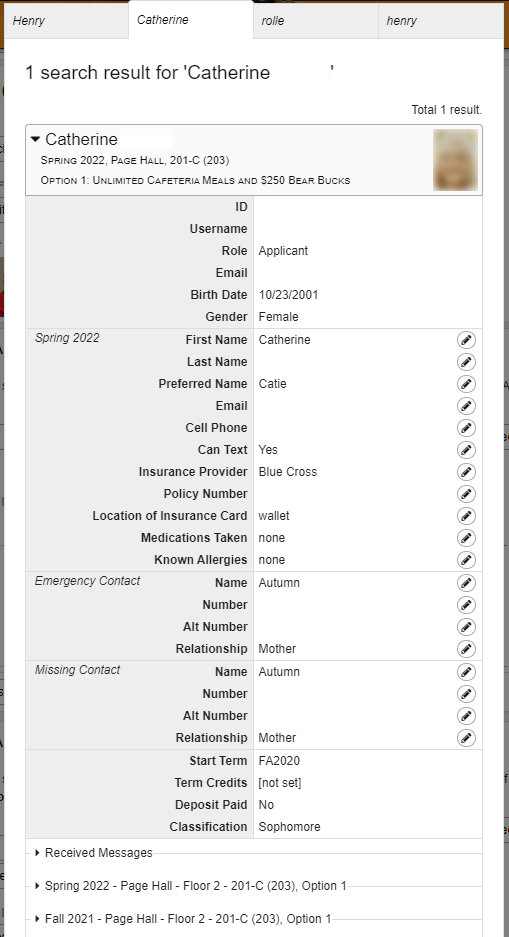 Henry Catherine rolle henry
1 search result for 'Catherine '
Total 1 result.
Catherine
SPRING 2022, PAGE HALL, 201-C (203)
OPTION 1: UNLIMITED CAFETERIA MEALS AND $250 BEAR BUCKS
ID
Username
Role Applicant
Email
Birth Date 10/23/2001
Gender Female
Spring 2022 First Name Catherine
Last Name
Preferred Name Catie
Email
Cell Phone
Can Text Yes
Insurance Provider Blue Cross
Policy Number
Location of Insurance Card wallet
Medications Taken none
Known Allergies none
Emergency Contact Name Autumn
Number
Alt Number
Relationship Mother
Missing Contact Name Autumn
Number
Alt Number
Relationship Mother
Start Term FA2020
Term Credits [not set]
Deposit Paid No
Classification Sophomore
Received Messages
Spring 2022 - Page Hall - Floor 2 - 201-C (203), Option 1
Fall 2021 - Page Hall - Floor 2 - 201-C (203), Option 1